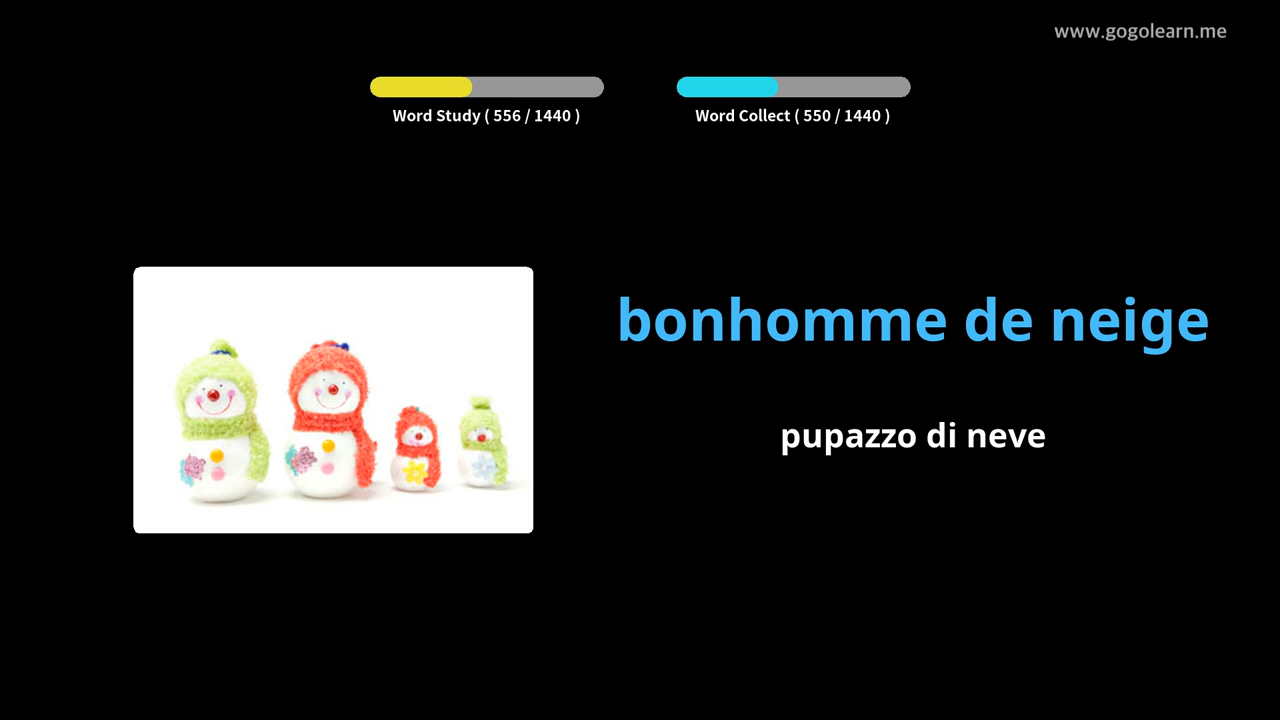 www.gogolearn.me
Word Study ( 556 / 1440 )
Word Collect ( 550 / 1440 )
bonhomme de neige
pupazzo di neve